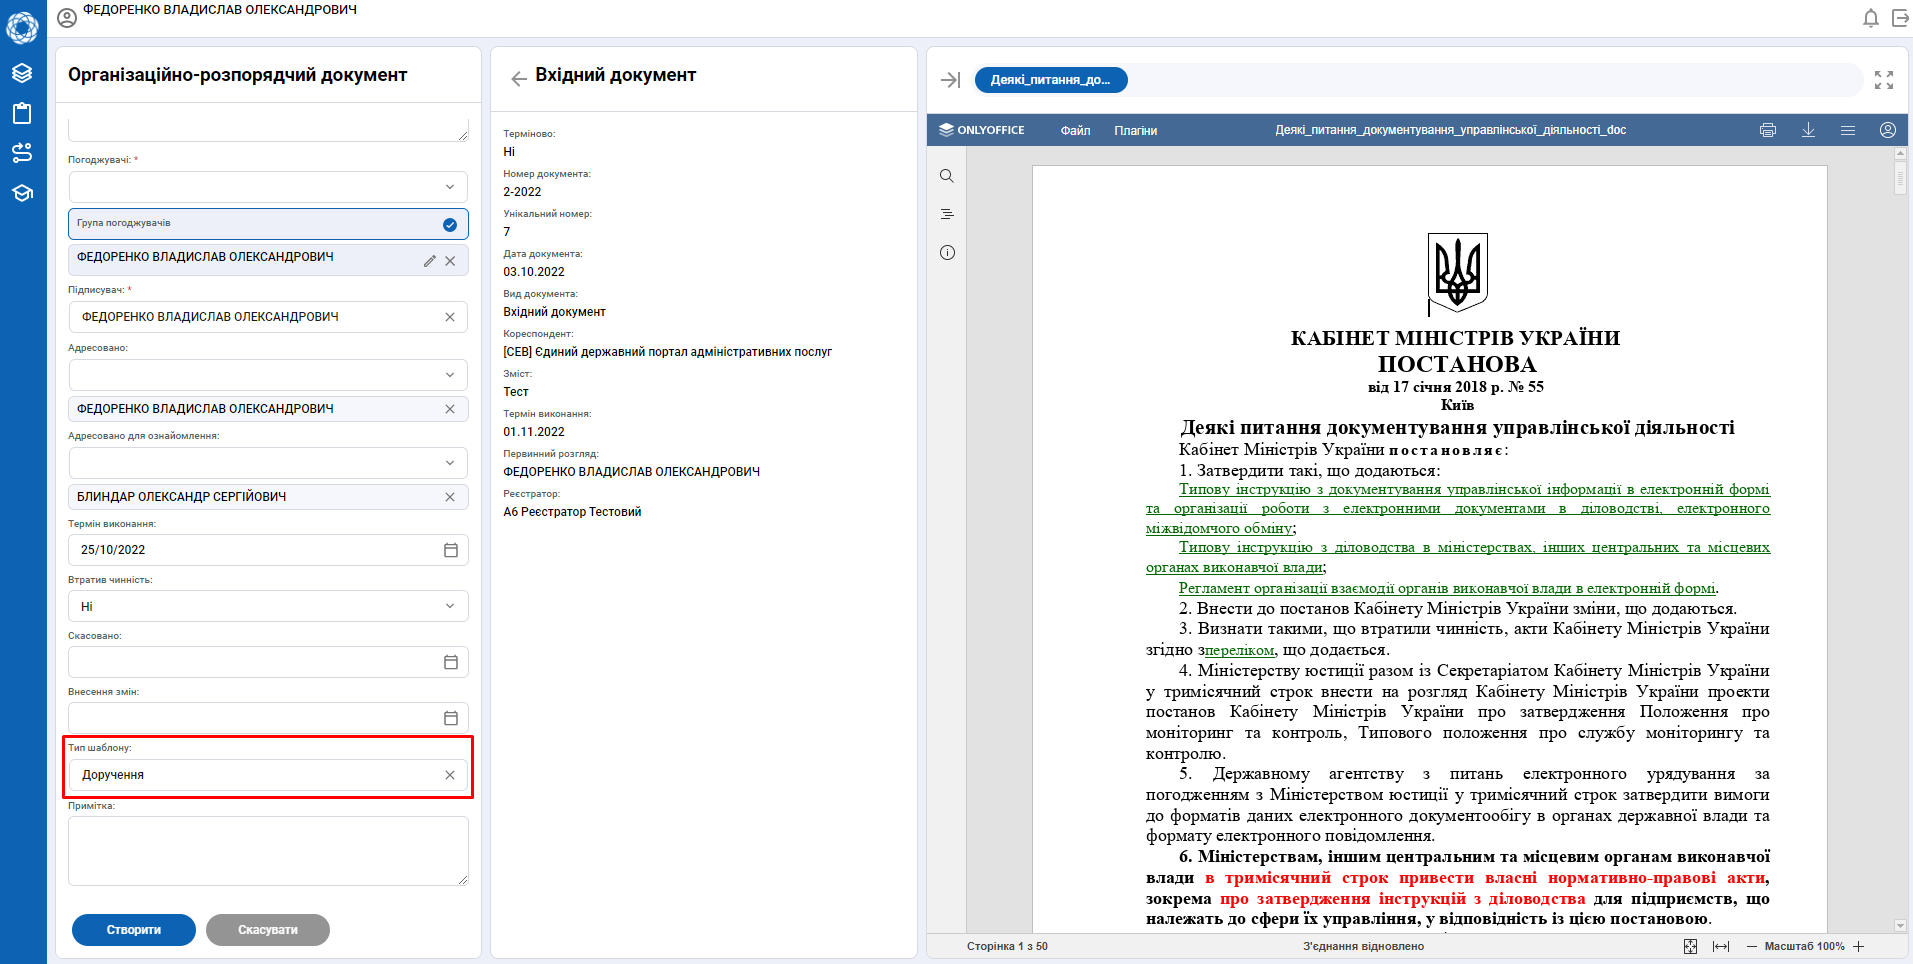 ФЕДОРЕНКО ВЛАДИСЛАВ ОЛЕКСАНДРОВИЧ
Організаційно-розпорядчий документ
Погоджувачі: *
Група погоджувачів
ФЕДОРЕНКО ВЛАДИСЛАВ ОЛЕКСАНДРОВИЧ
Підписувач: *
ФЕДОРЕНКО ВЛАДИСЛАВ ОЛЕКСАНДРОВИЧ
Адресовано:
ФЕДОРЕНКО ВЛАДИСЛАВ ОЛЕКСАНДРОВИЧ
Адресовано для ознайомлення:
БЛИНДАР ОЛЕКСАНДР СЕРГІЙОВИЧ
Термін виконання:
25/10/2022
Втратив чинність:
Ні
Скасовано:
Внесення змін:
Тип шаблону:
Доручення
Примітка:
Створити
Скасувати
Вхідний документ
Терміново:
Ні
Номер документа:
2-2022
Унікальний номер:
7
Дата документа:
03.10.2022
Вид документа:
Вхідний документ
Кореспондент:
[СЕВ] Єдиний державний портал адміністративних послуг
Зміст:
Тест
Термін виконання:
01.11.2022
Первинний розгляд:
ФЕДОРЕНКО ВЛАДИСЛАВ ОЛЕКСАНДРОВИЧ
Реєстратор:
А6 Реєстратор Тестовий
Деякі_питання_до...
ONLYOFFICE
Файл
Плагіни
Деякі_питання_документування_управлінської_діяльності_doc
КАБІНЕТ МІНІСТРІВ УКРАЇНИ
ПОСТАНОВА
від 17 січня 2018 р. № 55
Київ
Деякі питання документування управлінської діяльності
Кабінет Міністрів України постановляє:
1. Затвердити такі, що додаються:
Типову інструкцію з документування управлінської інформації в електронній формі
та організації роботи з електронними документами в діловодстві, електронного
міжвідомчого обміну;
Типову інструкцію з діловодства в міністерствах, інших центральних та місцевих
органах виконавчої влади;
Регламент організації взаємодії органів виконавчої влади в електронній формі.
2. Внести до постанов Кабінету Міністрів України зміни, що додаються.
3. Визнати такими, що втратили чинність, акти Кабінету Міністрів України
згідно зпереліком, що додається.
4. Міністерству юстиції разом із Секретаріатом Кабінету Міністрів України
у тримісячний строк внести на розгляд Кабінету Міністрів України проекти
постанов Кабінету Міністрів України про затвердження Положення про
моніторинг та контроль, Типового положення про службу моніторингу та
контролю.
5. Державному агентству з питань електронного урядування за
погодженням з Міністерством юстиції у тримісячний строк затвердити вимоги
до форматів даних електронного документообігу в органах державної влади та
формату електронного повідомлення.
6. Міністерствам, іншим центральним та місцевим органам виконавчої
влади в тримісячний строк привести власні нормативно-правові акти,
зокрема про затвердження інструкцій з діловодства для підприємств, що
належать до сфери їх управління, у відповідність із цією постановою.
Сторінка 1 з 50
З'єднання відновлено
Масштаб 100%